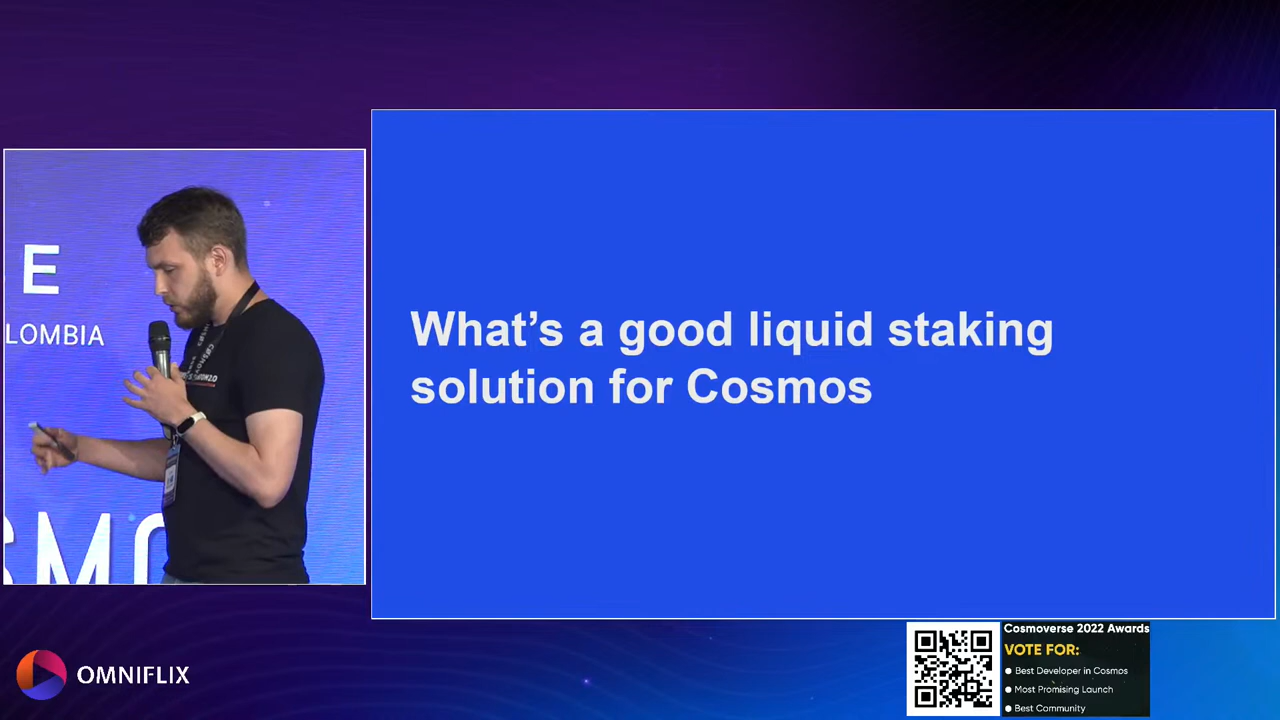 E
LOMBIA
What's a good liquid staking
solution for Cosmos
OMNIFLIX
Cosmoverse 2022 Awards
VOTE FOR:
Best Developer in Cosmos
Most Promising Launch
Best Community